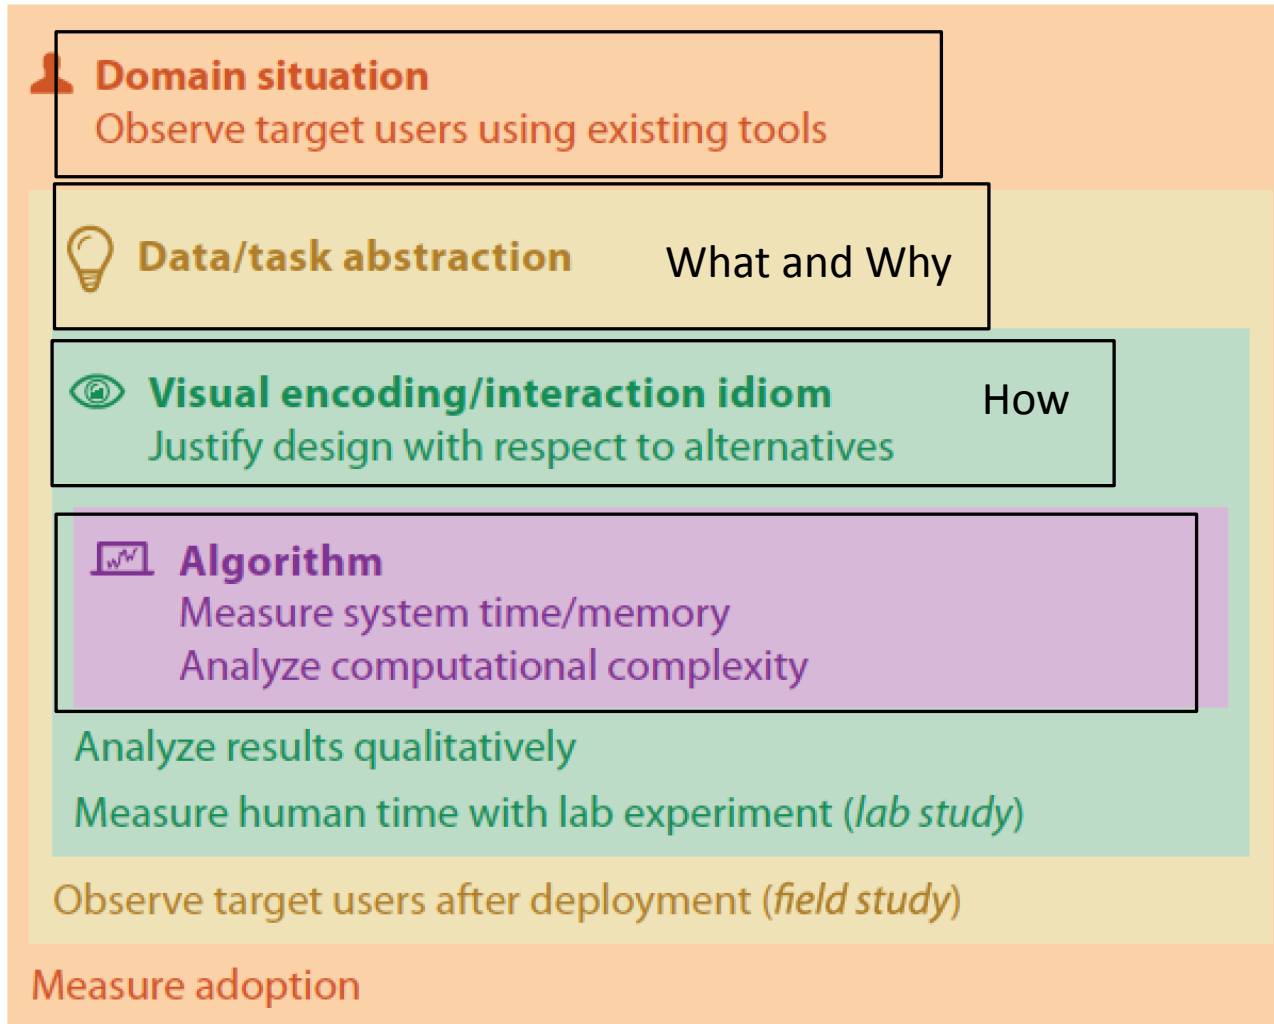 Domain situation
Observe target users using existing tools
Data/task abstraction What and Why
Visual encoding/interaction idiom How
Justify design with respect to alternatives
Algorithm
Measure system time/memory
Analyze computational complexity
Analyze results qualitatively
Measure human time with lab experiment (lab study)
Observe target users after deployment (field study)
Measure adoption